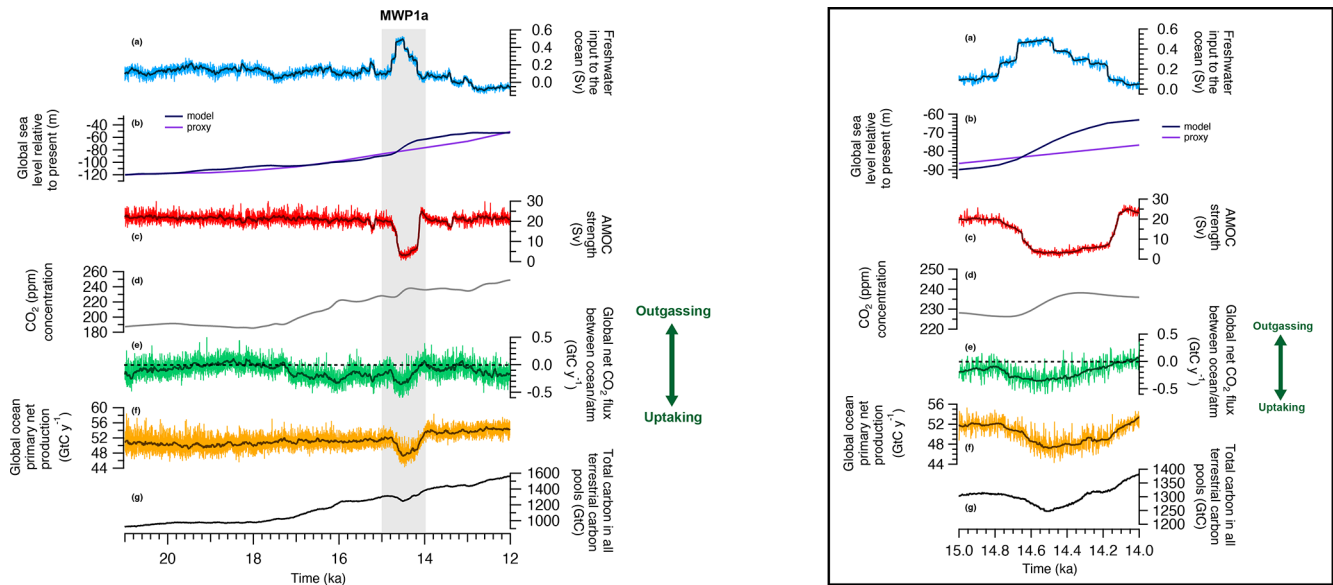 MWP1a
(a)
0.6
0.4
0.2
0.0
Freshwater
input to the
ocean (Sv)
Global sea
level relative
to present (m)
-40
-60
-80
-100
-120
(b)
model
proxy
(c)
30
20
10
0
AMOC
strength
(Sv)
CO2 (ppm)
concentration
260
240
220
200
180
(d)
(e)
0.5
0.0
-0.5
Global net CO2 flux
between ocean/atm
(GtC y-1)
Outgassing
Uptaking
Global ocean
primary net
production
(GtC y-1)
60
56
52
48
44
(f)
(g)
1600
1400
1200
1000
Total carbon in all
terrestrial carbon
pools (GtC)
20
18
16
14
12
Time (ka)
(a)
0.6
0.4
0.2
0.0
Freshwater
input to the
ocean (Sv)
Global sea
level relative
to present (m)
-60
-70
-80
-90
(b)
model
proxy
(c)
30
20
10
0
AMOC
strength
(Sv)
CO2 (ppm)
concentration
250
240
230
220
(d)
(e)
0.5
0.0
-0.5
Global net CO2 flux
between ocean/atm
(GtC y-1)
Outgassing
Uptaking
Global ocean
primary net
production
(GtC y-1)
56
52
48
44
(f)
(g)
1400
1300
1250
1200
Total carbon in all
terrestrial carbon
pools (GtC)
15.0
14.8
14.6
14.4
14.2
14.0
Time (ka)